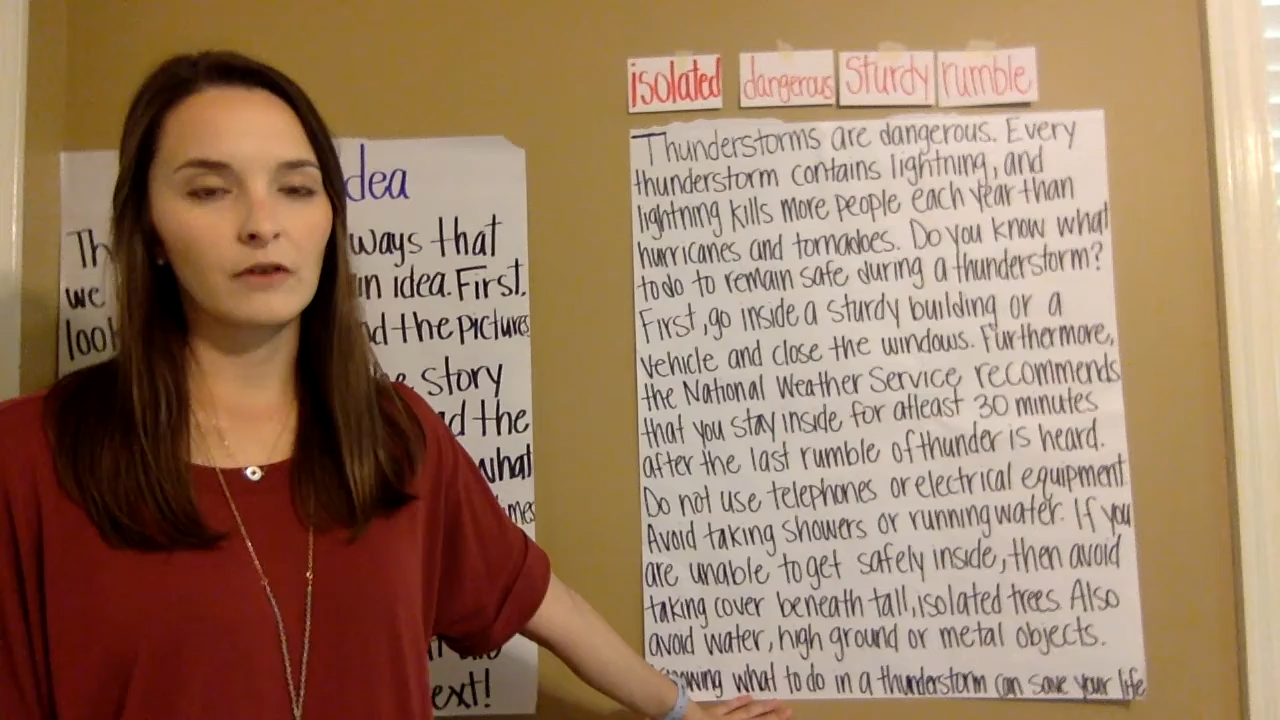 isolated dangerous sturdy rumble
Thunderstorms are dangerous. Every
thunderstorm contains lightning, and
lightning kills more people each year than
hurricanes and tornadoes. Do you know what
to do to remain safe during a thunderstorm?
First, go inside a sturdy building or a
vehicle and close the windows. Furthermore,
the National Weather Service, recommends
that you stay inside for atleast 30 minutes
after the last rumble of thunder is heard.
Do not use telephones or electrical equipment
Avoid taking showers or running water. If you
are unable to get safely inside, then avoid
taking cover beneath tall, isolated trees. Also
avoid water, high ground or metal objects.
what to do in a thunderstorm can save your life
dea
ways that
we in idea. First,
the pictures
story
the
what